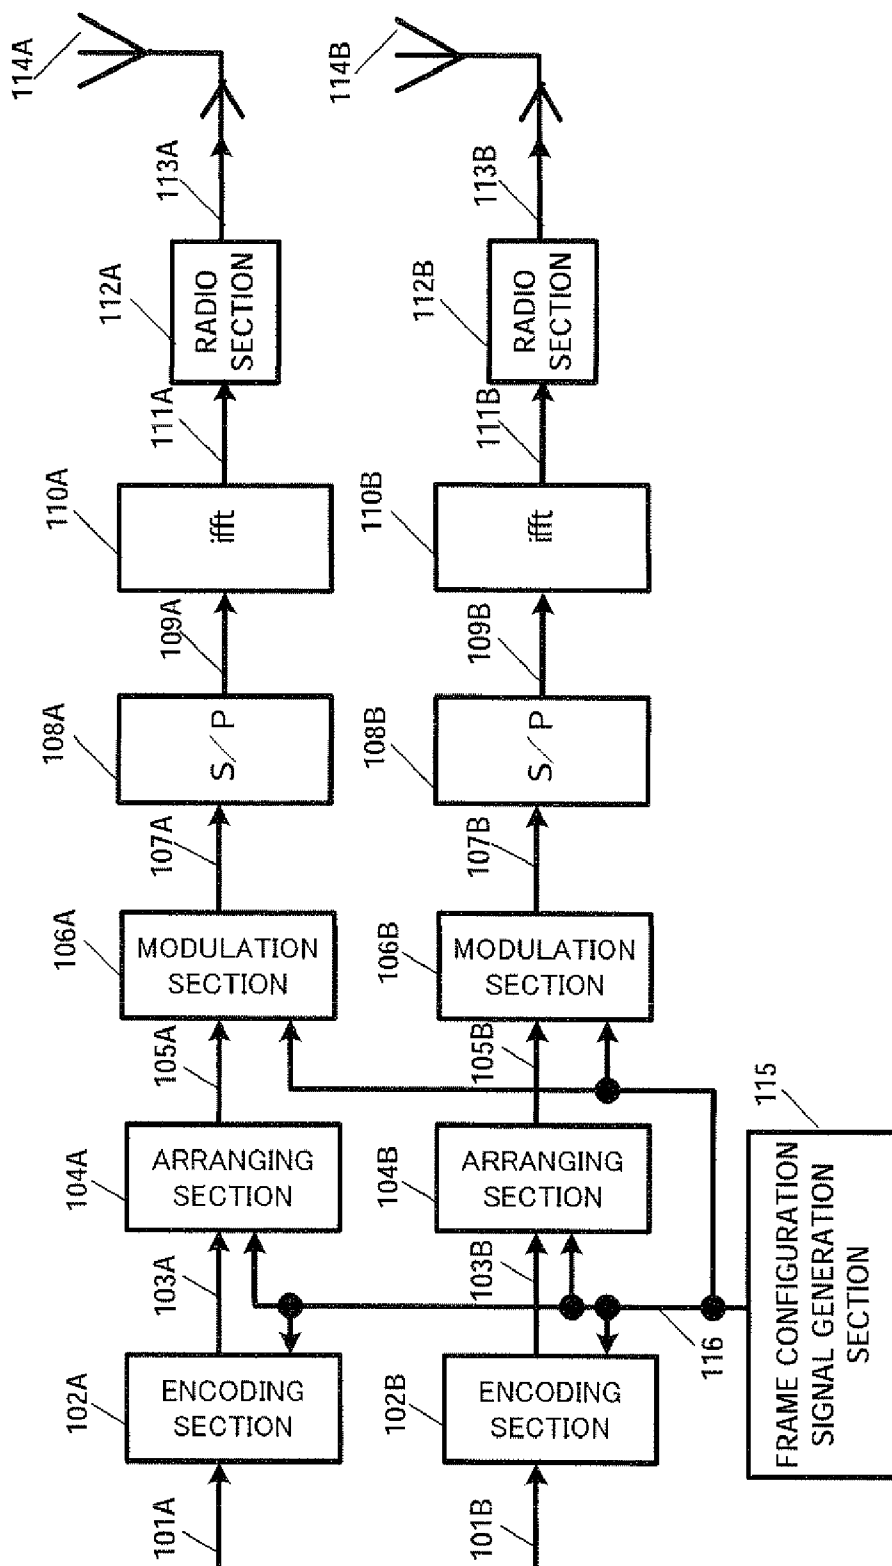 101A
102A
ENCODING
SECTION
103A
104A
ARRANGING
SECTION
105A
106A
MODULATION
SECTION
107A
108A
S/P
109A
110A
ifft
111A
112A
RADIO
SECTION
113A
114A
101B
102B
ENCODING
SECTION
103B
104B
ARRANGING
SECTION
105B
106B
MODULATION
SECTION
107B
108B
S/P
109B
110B
ifft
111B
112B
RADIO
SECTION
113B
114B
116
115
FRAME CONFIGURATION
SIGNAL GENERATION
SECTION